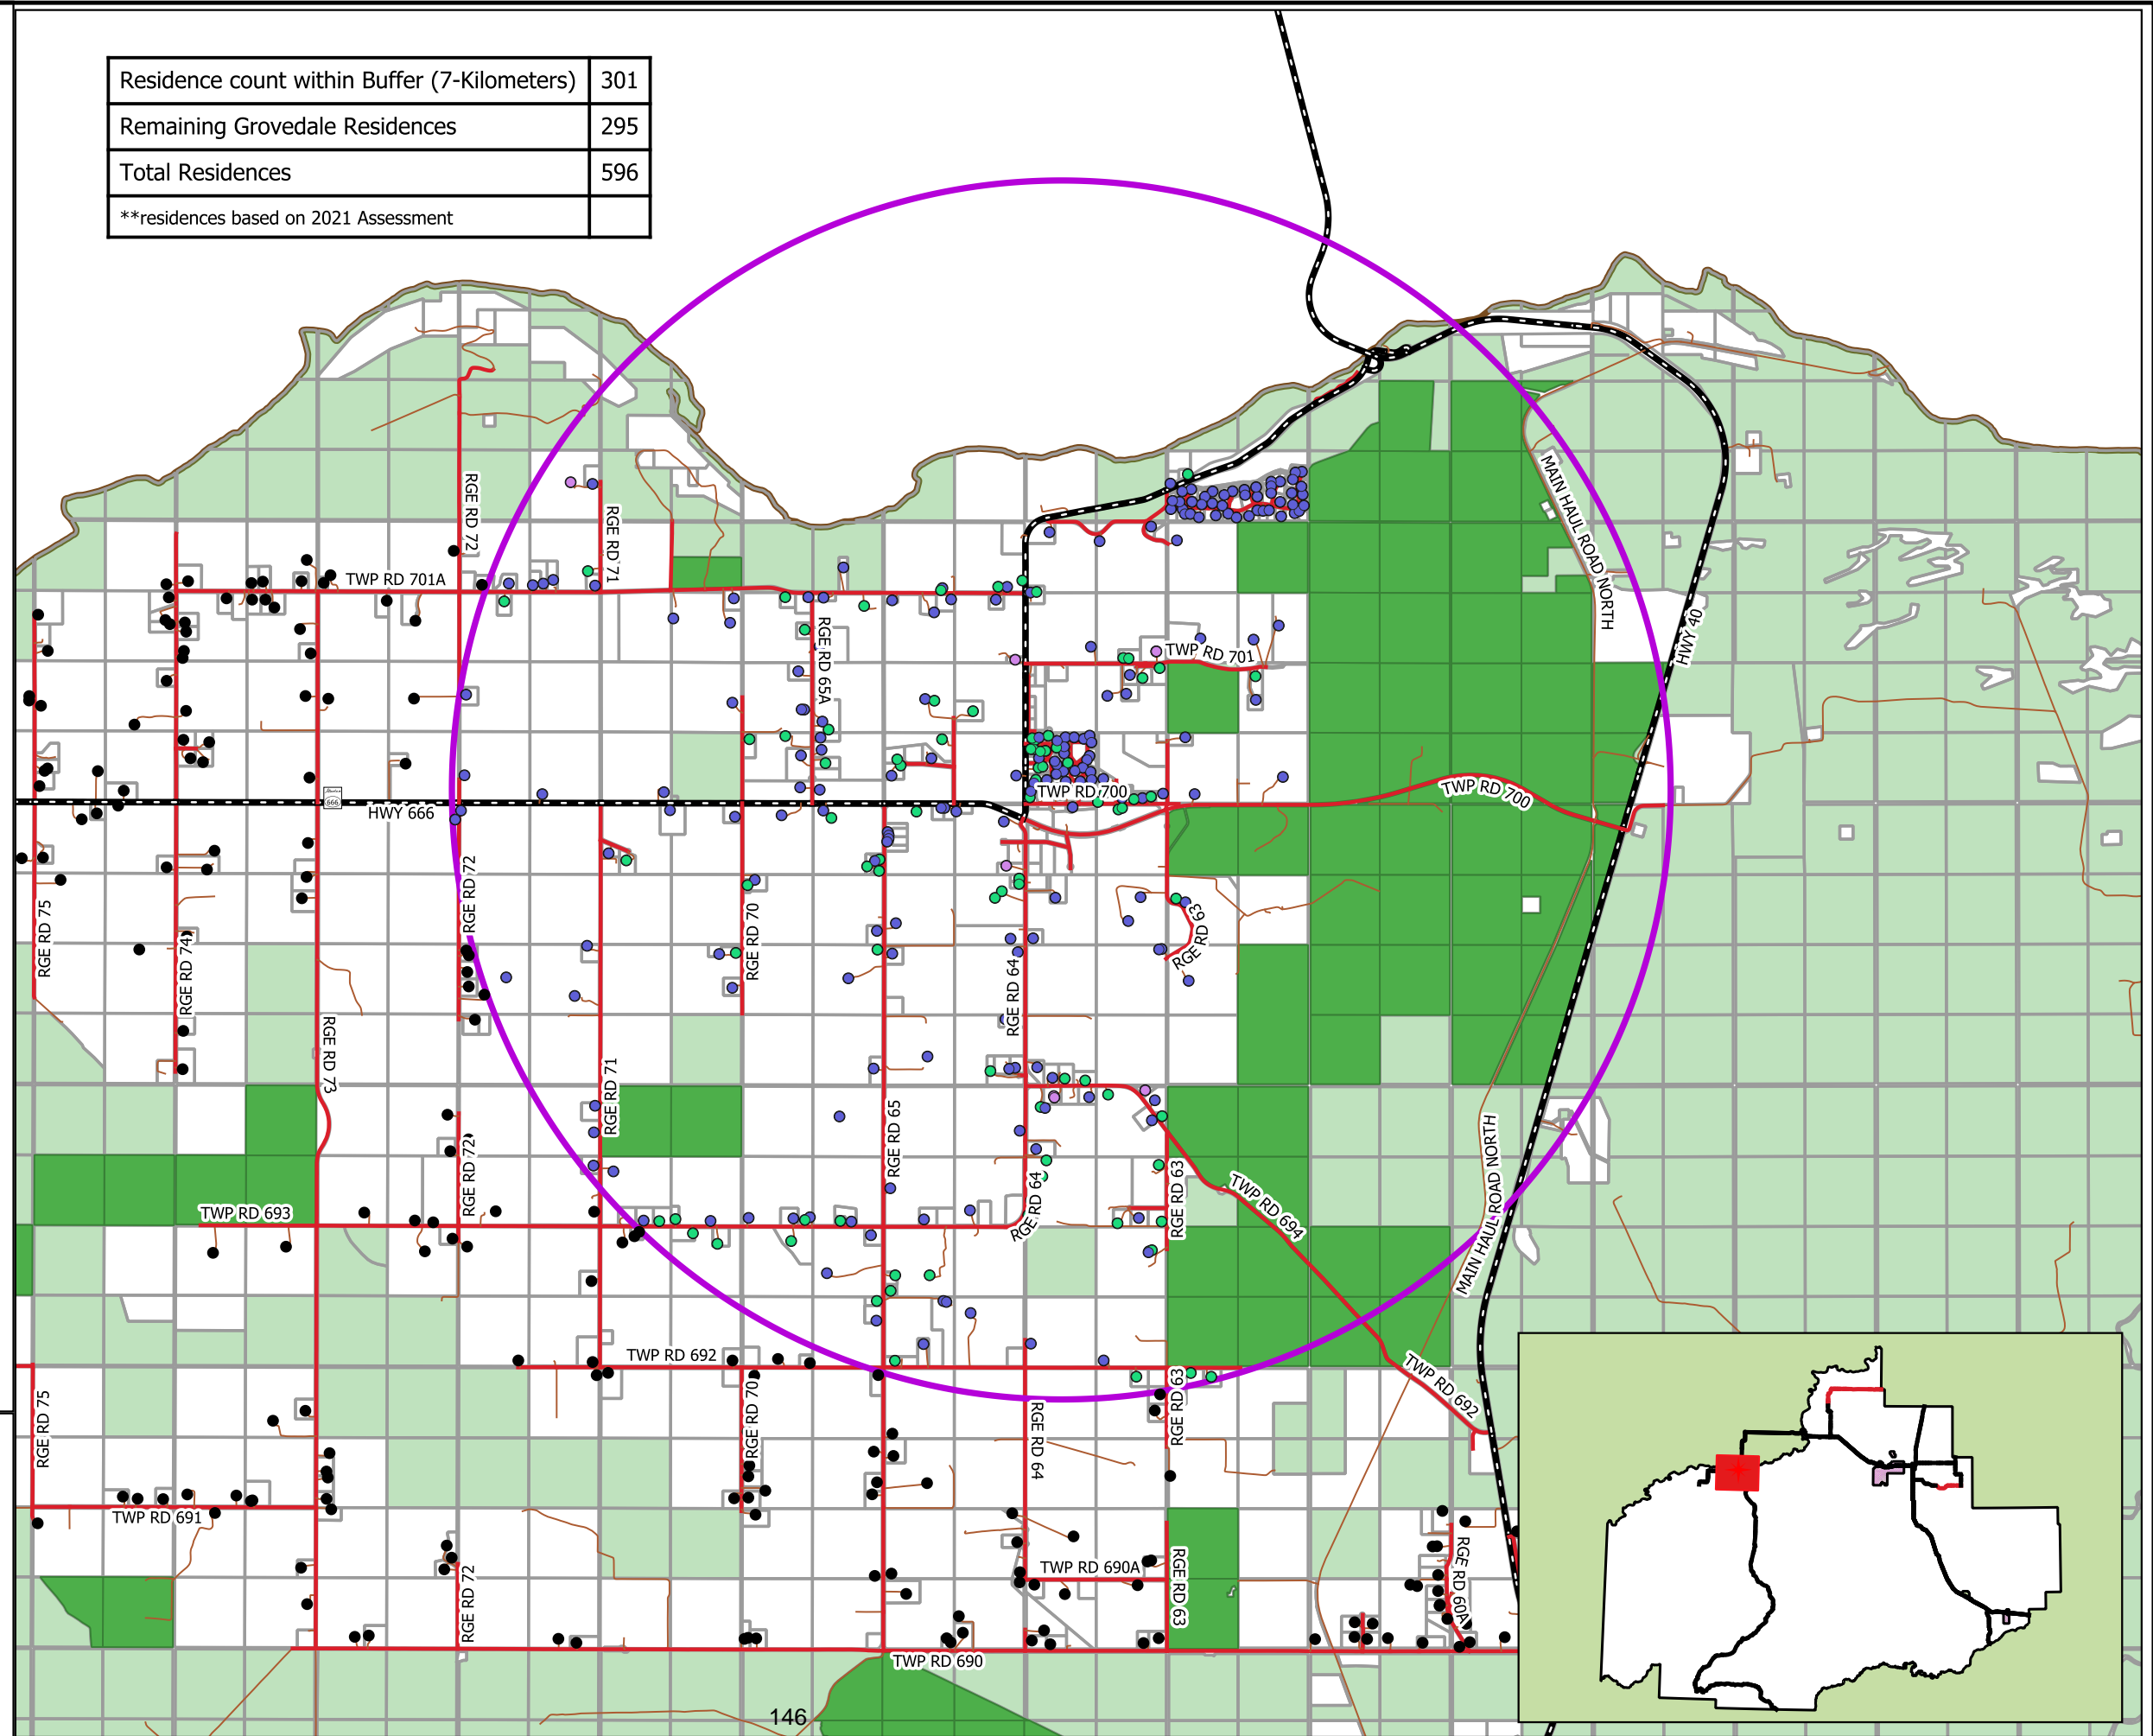 Residence count within Buffer (7-Kilometers) 301
Remaining Grovedale Residences 295
Total Residences 596
**residences based on 2021 Assessment
RGE RD 72
RGE RD 71
TWP RD 701A
MAIN HAUL ROAD NORTH
HWY 40
RGE RD 65A
TWP RD 701
TWP RD 700
TWP RD 700
666
HWY 666
RGE RD 72
RGE RD 75
RGE RD 74
RGE RD 70
RGE RD 63
RGE RD 64
RGE RD 73
RGE RD 71
RGE RD 65
RGE RD 72
MAIN HAUL ROAD NORTH
RGE RD 64
RGE RD 63
TWP RD 694
TWP RD 693
TWP RD 692
TWP RD 692
RGE RD 75
RGE RD 70
RGE RD 64
RGE RD 63
TWP RD 691
RGE RD 72
TWP RD 690A
RGE RD 63
RGE RD 60A
TWP RD 690
146